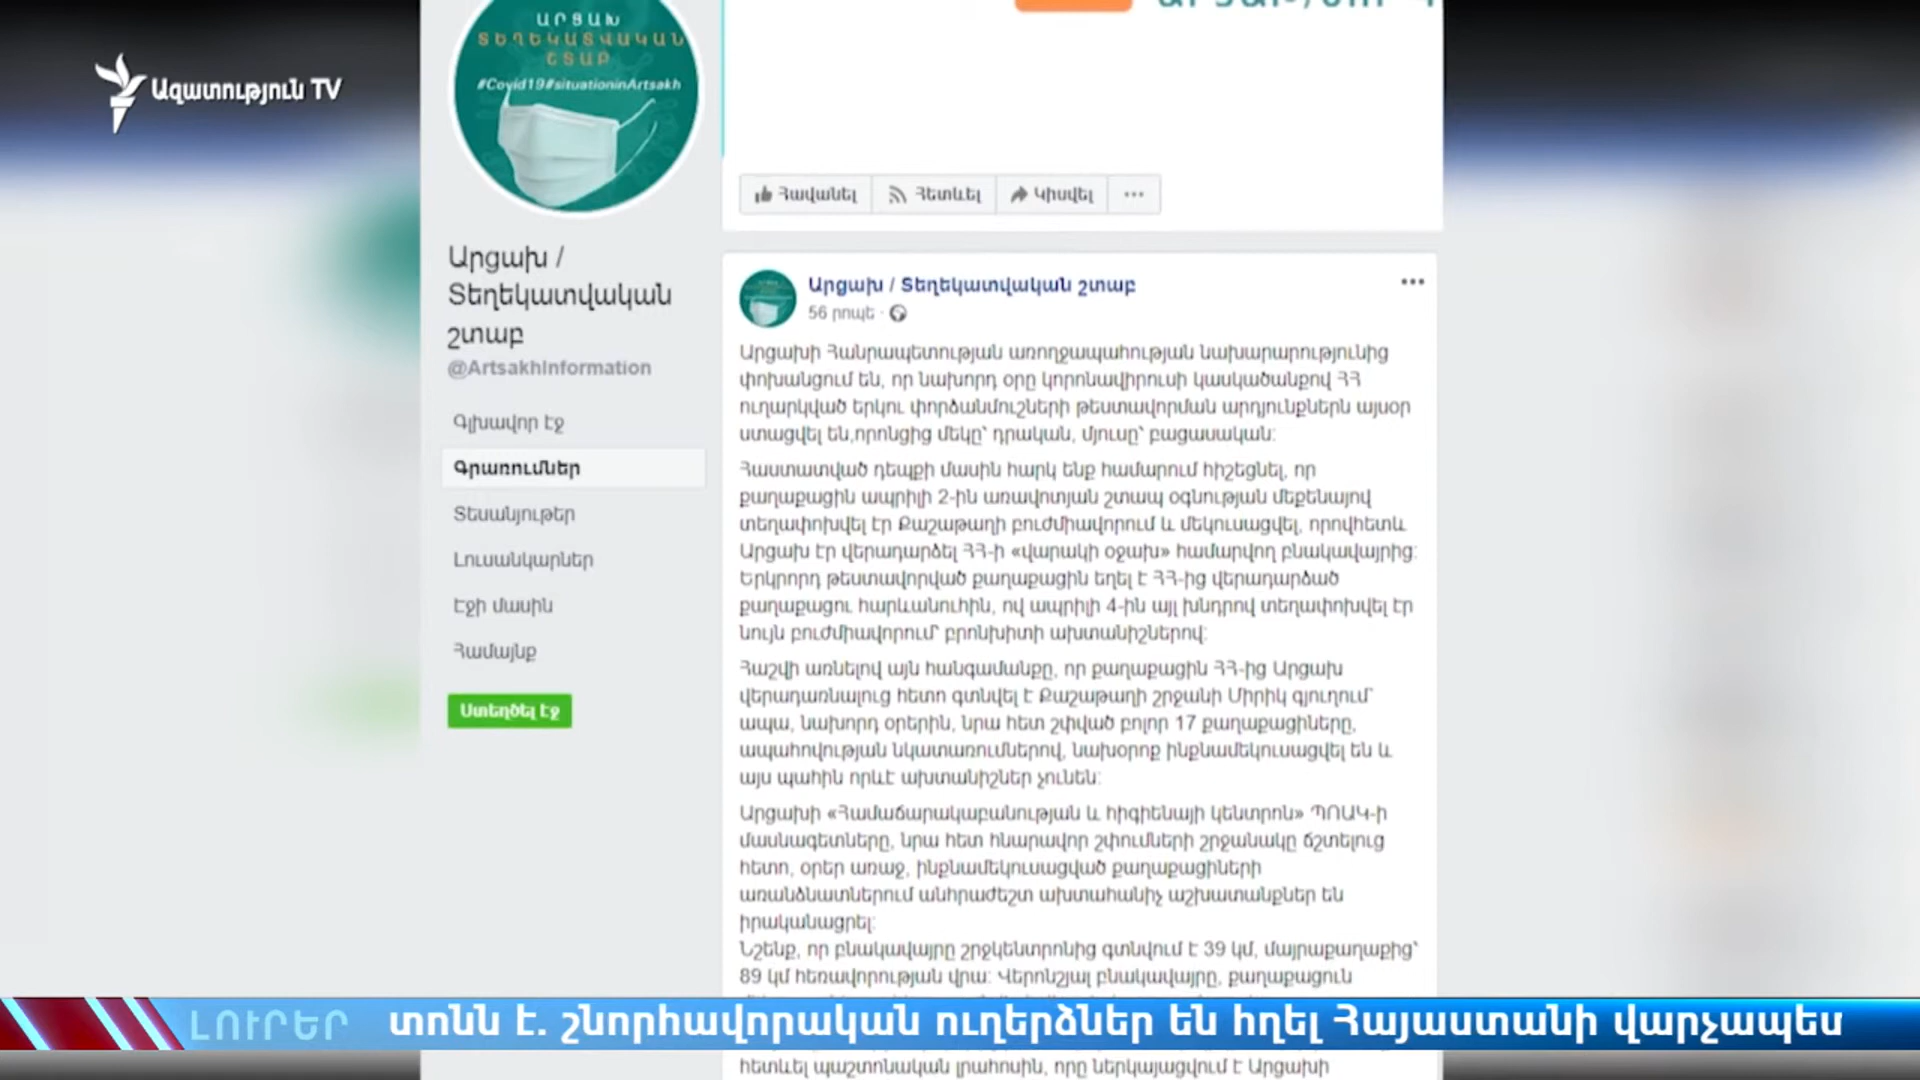 Ազատություն TV
ԱՐՑԱԽ
ՏԵՂԵԿԱՏՎԱԿԱՆ
ՇՏԱԲ
#Covid19#situationinArtsakh
Արցախ /
Տեղեկատվական
շտաբ
@ArtsakhInformation
Գլխավոր էջ
Գրառումներ
Տեսանյութեր
Լուսանկարներ
Էջի մասին
Համայնք
Ստեղծել էջ
Հավանել
Հետևել
Կիսվել
Արցախ / Տեղեկատվական շտաբ
56 րոպե ·
Արցախի Հանրապետության առողջապահության նախարարությունից
փոխանցում են, որ նախորդ օրը կորոնավիրուսի կասկածանքով ՀՀ
ուղարկված երկու փորձանմուշների թեստավորման արդյունքներն այսօր
ստացվել են,որոնցից մեկը՝ դրական, մյուսը՝ բացասական։
Հաստատված դեպքի մասին հարկ ենք համարում հիշեցնել, որ
քաղաքացին ապրիլի 2-ին առավոտյան շտապ օգնության մեքենայով
տեղափոխվել էր Քաշաթաղի բուժմիավորում և մեկուսացվել, որովհետև
Արցախ էր վերադարձել ՀՀ-ի «վարակի օջախ» համարվող բնակավայրից։
Երկրորդ թեստավորված քաղաքացին եղել է ՀՀ-ից վերադարձած
քաղաքացու հարևանուհին, ով ապրիլի 4-ին այլ խնդրով տեղափոխվել էր
նույն բուժմիավորում՝ բրոնխիտի ախտանիշներով։
Հաշվի առնելով այն հանգամանքը, որ քաղաքացին ՀՀ-ից Արցախ
վերադառնալուց հետո գտնվել է Քաշաթաղի շրջանի Միրիկ գյուղում՝
ապա, նախորդ օրերին, նրա հետ շփված բոլոր 17 քաղաքացիները,
ապահովության նկատառումներով, նախօրոք ինքնամեկուսացվել են և
այս պահին որևէ ախտանիշներ չունեն։
Արցախի «Համաճարակաբանության և հիգիենայի կենտրոն» ՊՈԱԿ-ի
մասնագետները, նրա հետ հնարավոր շփումների շրջանակը ճշտելուց
հետո, օրեր առաջ, ինքնամեկուսացված քաղաքացիների
առանձնատներում անհրաժեշտ ախտահանիչ աշխատանքներ են
իրականացրել։
Նշենք, որ բնակավայրը շրջկենտրոնից գտնվում է 39 կմ, մայրաքաղաքից՝
89 կմ հեռավորության վրա։ Վերոնշյալ բնակավայրը, քաղաքացուն
ԼՈՒՐԵՐ տոնն է. շնորհավորական ուղերձներ են հղել Հայաստանի վարչապես
հետևել պաշտոնական լրահոսին, որը ներկայացվում է Արցախի